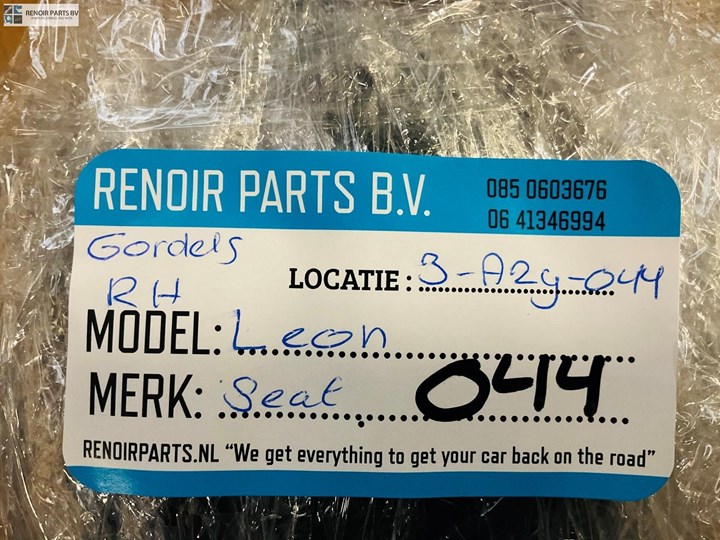 RENOIR PARTS BV
RENOIR PARTS B.V.
085 0603676
06 41346994
Gordels
RH
LOCATIE: 3-A2g-044
MODEL: Leon
MERK: Seat
044
RENOIRPARTS.NL "We get everything to get your car back on the road"